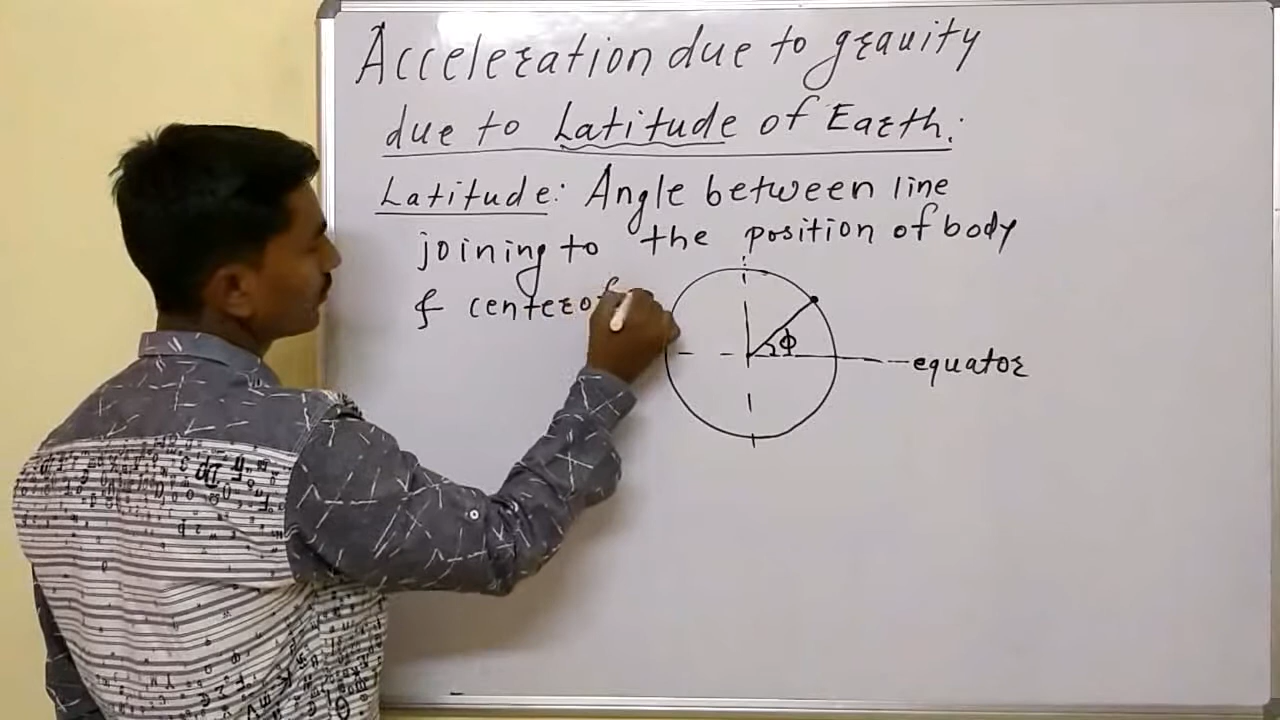 Acceleration due to gravity
due to Latitude of Earth.
Latitude: Angle between line
joining to the position of body
& center of
Φ
equator